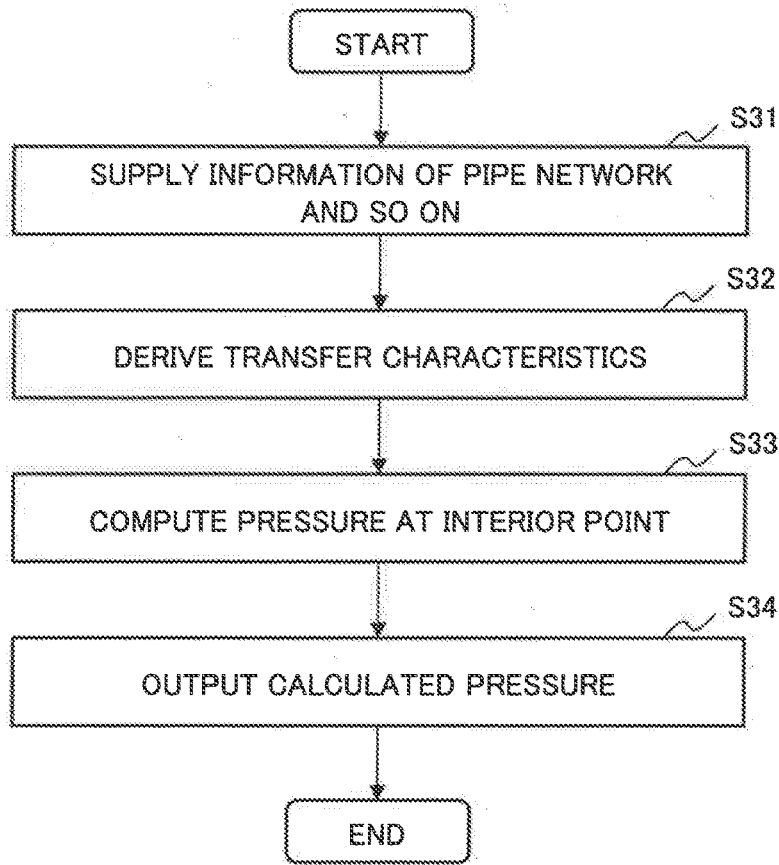 START
S31
SUPPLY INFORMATION OF PIPE NETWORK
AND SO ON
S32
DERIVE TRANSFER CHARACTERISTICS
S33
COMPUTE PRESSURE AT INTERIOR POINT
S34
OUTPUT CALCULATED PRESSURE
END